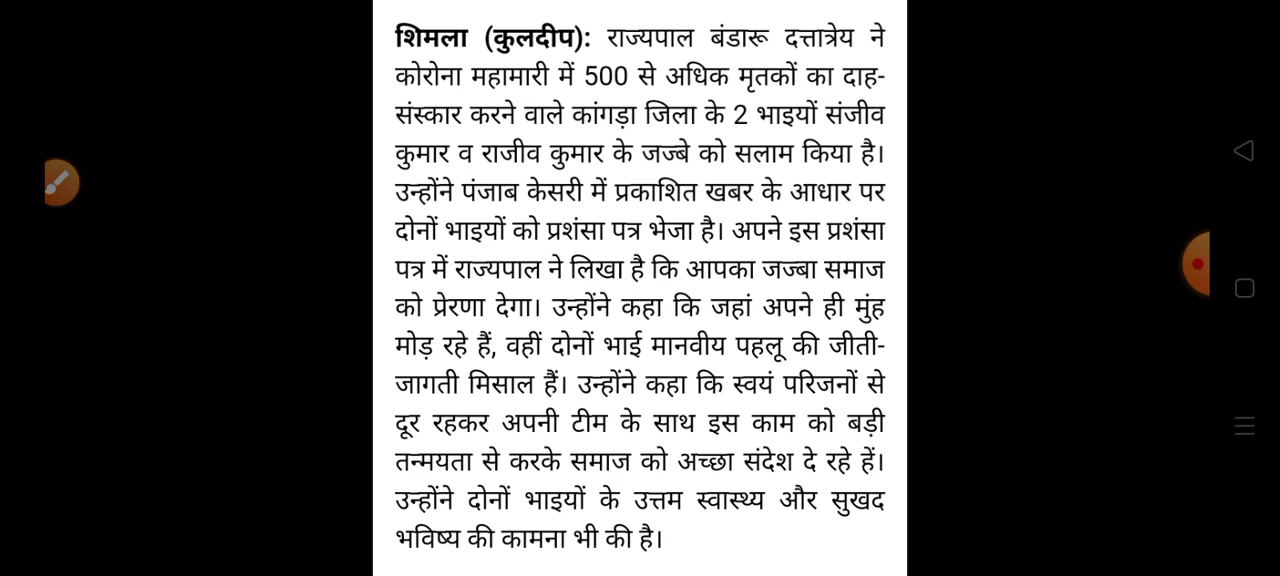 शिमला (कुलदीप): राज्यपाल बंडारू दत्तात्रेय ने
कोरोना महामारी में 500 से अधिक मृतकों का दाह-
संस्कार करने वाले कांगड़ा जिला के 2 भाइयों संजीव
कुमार व राजीव कुमार के जज्बे को सलाम किया है।
उन्होंने पंजाब केसरी में प्रकाशित खबर के आधार पर
दोनों भाइयों को प्रशंसा पत्र भेजा है। अपने इस प्रशंसा
पत्र में राज्यपाल ने लिखा है कि आपका जज्बा समाज
को प्रेरणा देगा। उन्होंने कहा कि जहां अपने ही मुंह
मोड़ रहे हैं, वहीं दोनों भाई मानवीय पहलू की जीती-
जागती मिसाल हैं। उन्होंने कहा कि स्वयं परिजनों से
दूर रहकर अपनी टीम के साथ इस काम को बड़ी
तन्मयता से करके समाज को अच्छा संदेश दे रहे हें।
उन्होंने दोनों भाइयों के उत्तम स्वास्थ्य और सुखद
भविष्य की कामना भी की है।